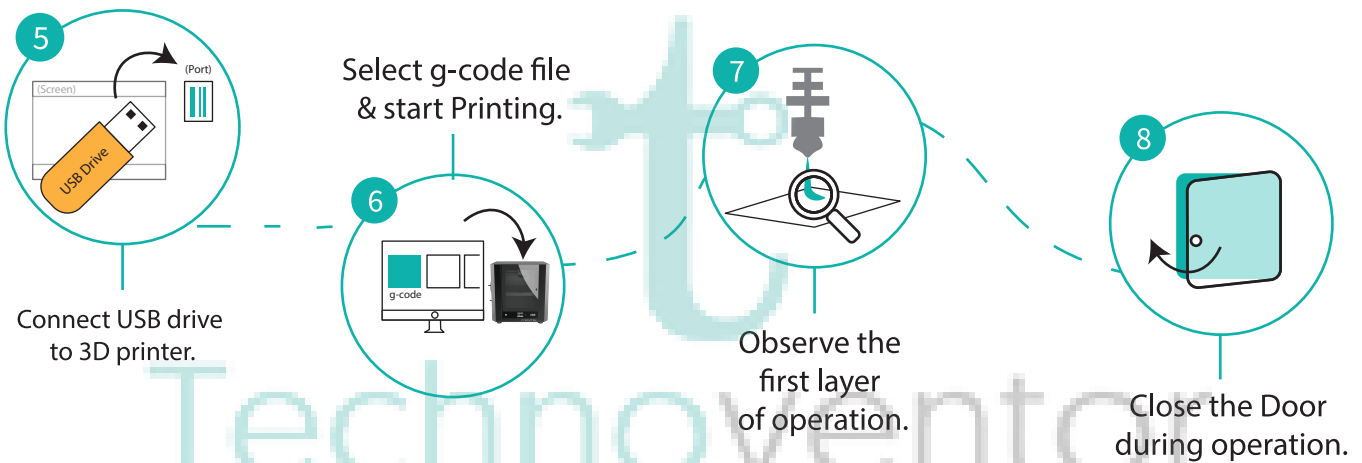 5
(Screen)
(Port)
USB Drive
Connect USB drive
to 3D printer.
Select g-code file
& start Printing.
6
g-code
7
Observe the
first layer
of operation.
8
Close the Door
during operation.
Technoventor